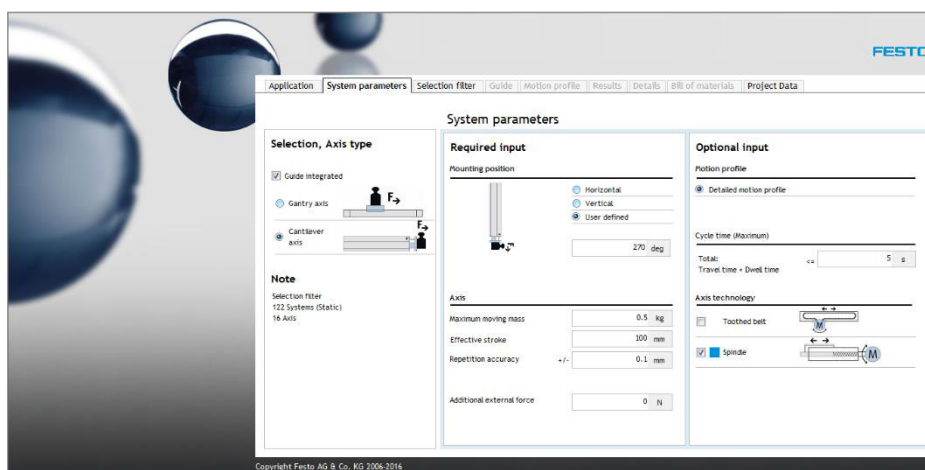 FESTO
Application System parameters Selection filter Guide Motion profile Results Details Bill of materials Project Data
System parameters
Selection, Axis type
Guide integrated
Gantry axis
F
Cantilever
axis
F
Note
Selection filter
122 Systems (Static)
16 Axis
Required input
Mounting position
Horizontal
Vertical
User defined
270 deg
Axis
Maximum moving mass 0.5 kg
Effective stroke 100 mm
Repetition accuracy +/- 0.1 mm
Additional external force 0 N
Optional input
Motion profile
Detailed motion profile
Cycle time (Maximum)
Total: <= 5 s
Travel time + Dwell time
Axis technology
Toothed belt
M
Spindle
M
Copyright Festo AG & Co. KG 2006-2016